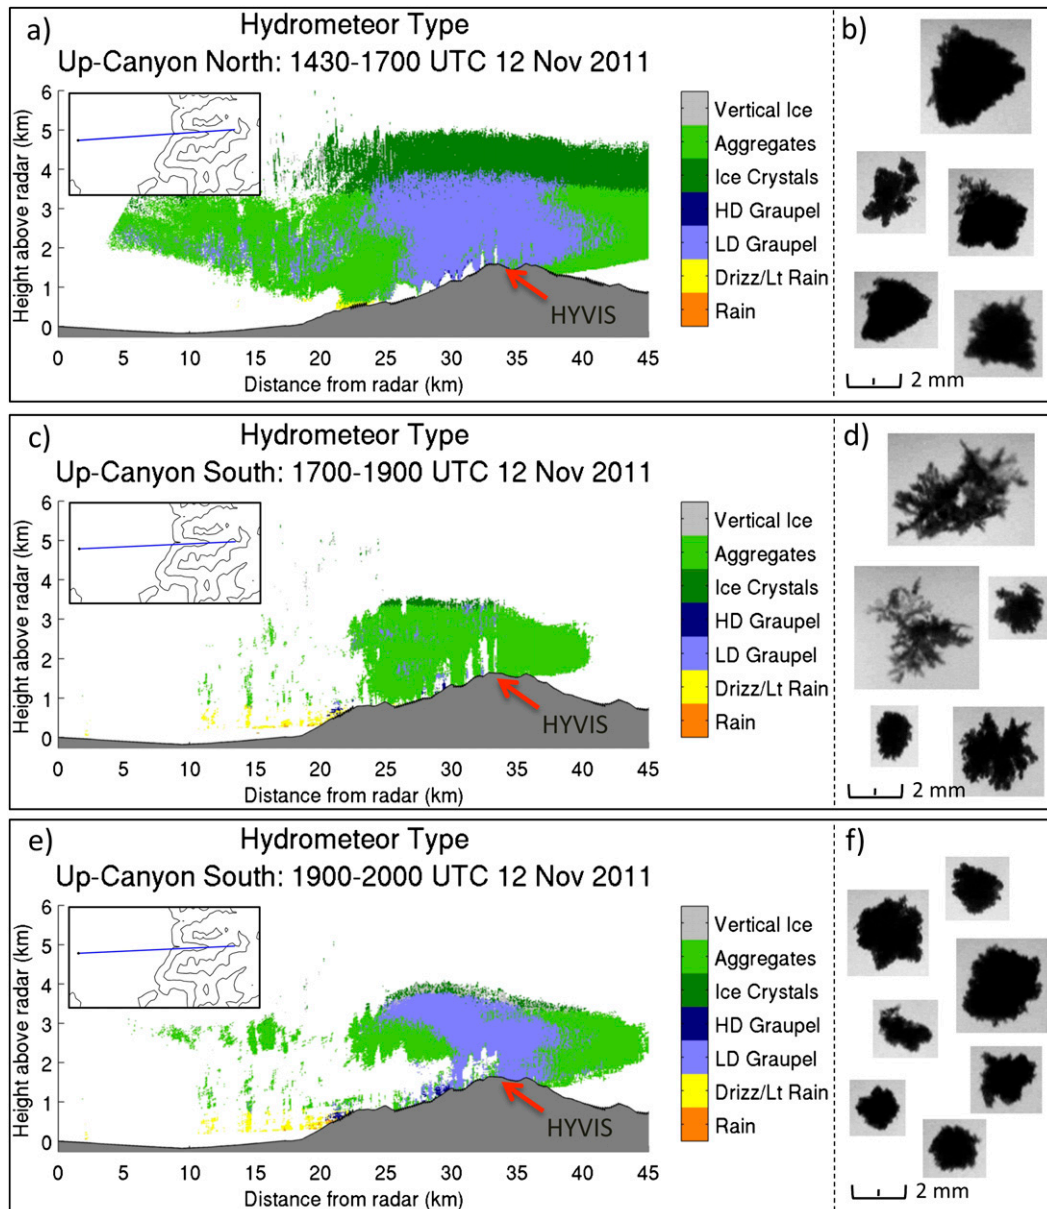 a)
Hydrometeor Type
Up-Canyon North: 1430-1700 UTC 12 Nov 2011
Height above radar (km)
6
5
4
3
2
1
0
0 5 10 15 20 25 30 35 40 45
Distance from radar (km)
HYVIS
Vertical Ice
Aggregates
Ice Crystals
HD Graupel
LD Graupel
Drizz/Lt Rain
Rain
b)
2 mm
c)
Hydrometeor Type
Up-Canyon South: 1700-1900 UTC 12 Nov 2011
Height above radar (km)
6
5
4
3
2
1
0
0 5 10 15 20 25 30 35 40 45
Distance from radar (km)
HYVIS
Vertical Ice
Aggregates
Ice Crystals
HD Graupel
LD Graupel
Drizz/Lt Rain
Rain
d)
2 mm
e)
Hydrometeor Type
Up-Canyon South: 1900-2000 UTC 12 Nov 2011
Height above radar (km)
6
5
4
3
2
1
0
0 5 10 15 20 25 30 35 40 45
Distance from radar (km)
HYVIS
Vertical Ice
Aggregates
Ice Crystals
HD Graupel
LD Graupel
Drizz/Lt Rain
Rain
f)
2 mm